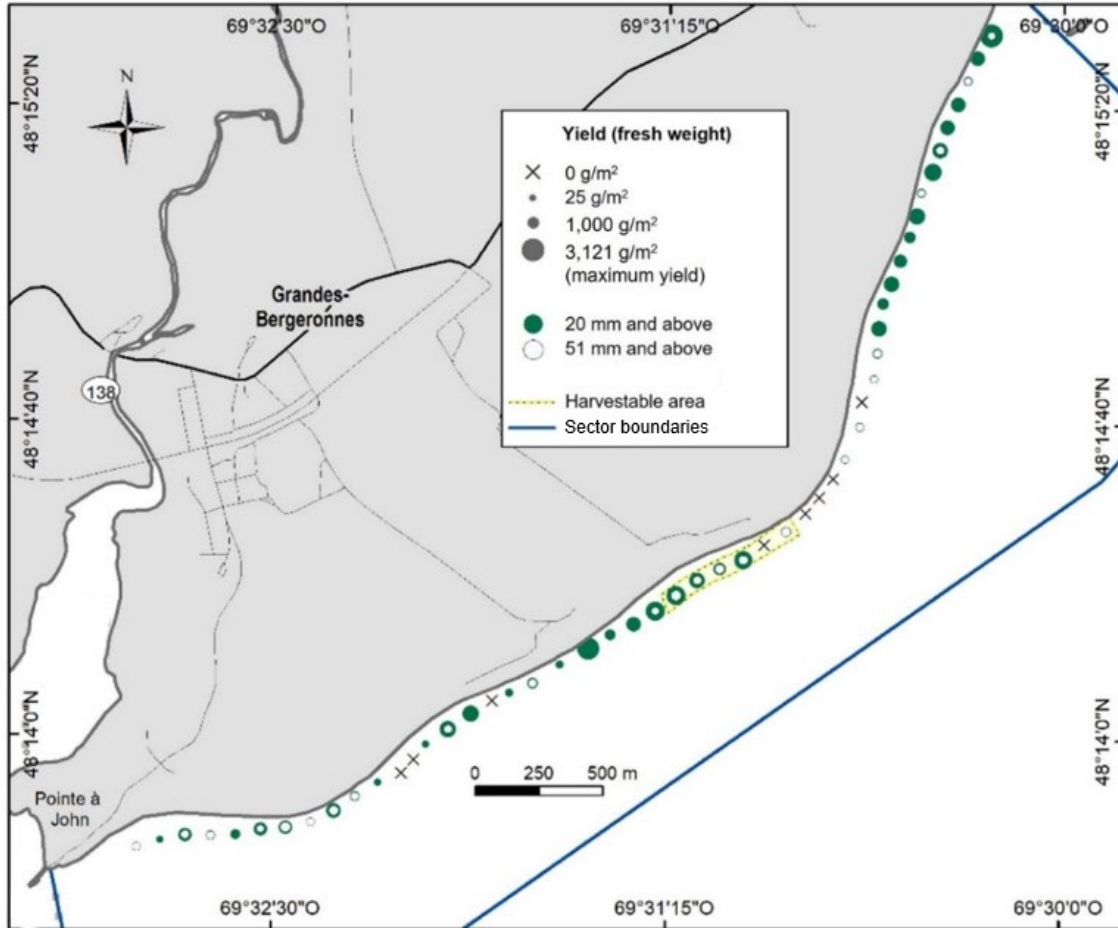 69°32'30"O
69°31'15"O
69°30'0"O
48°15'20"N
48°15'20"N
N
Yield (fresh weight)
0 g/m²
25 g/m²
1,000 g/m²
3,121 g/m²
(maximum yield)
20 mm and above
51 mm and above
Harvestable area
Sector boundaries
Grandes-
Bergeronnes
138
48°14'40"N
48°14'40"N
48°14'0"N
48°14'0"N
0 250 500 m
Pointe à
John
69°32'30"O
69°31'15"O
69°30'0"O